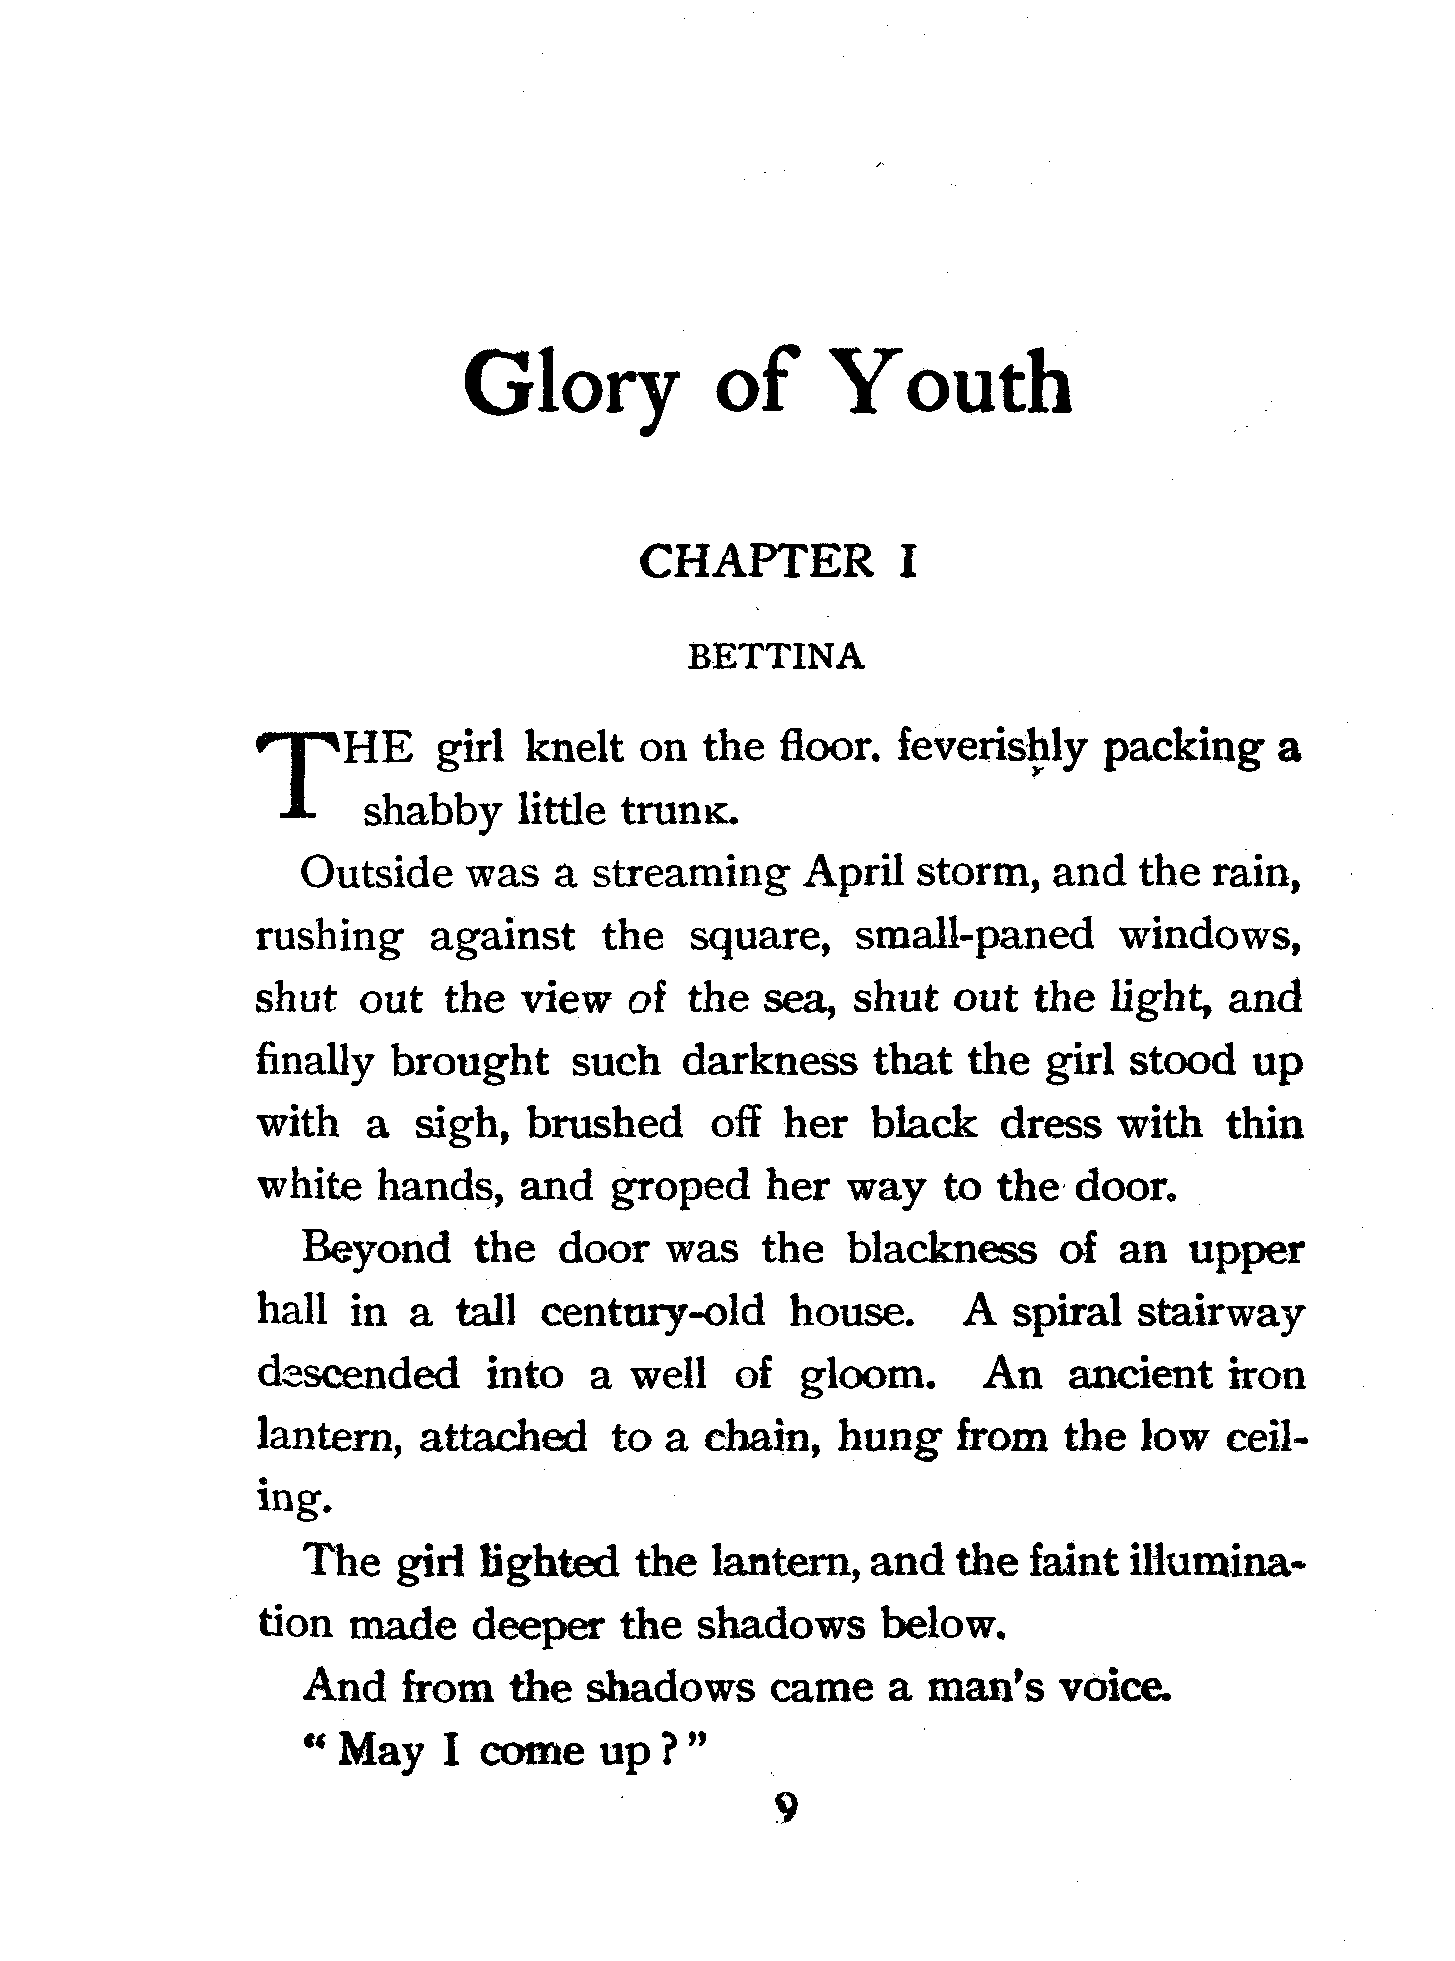 Glory of Youth
CHAPTER I
BETTINA
THE girl knelt on the floor. feverishly packing a
shabby little trunk.
Outside was a streaming April storm, and the rain,
rushing against the square, small-paned windows,
shut out the view of the sea, shut out the light, and
finally brought such darkness that the girl stood up
with a sigh, brushed off her black dress with thin
white hands, and groped her way to the door.
Beyond the door was the blackness of an upper
hall in a tall century-old house. A spiral stairway
descended into a well of gloom. An ancient iron
lantern, attached to a chain, hung from the low ceil-
ing.
The girl lighted the lantern, and the faint illumina-
tion made deeper the shadows below.
And from the shadows came a man's voice.
“ May I come up ? ”
9